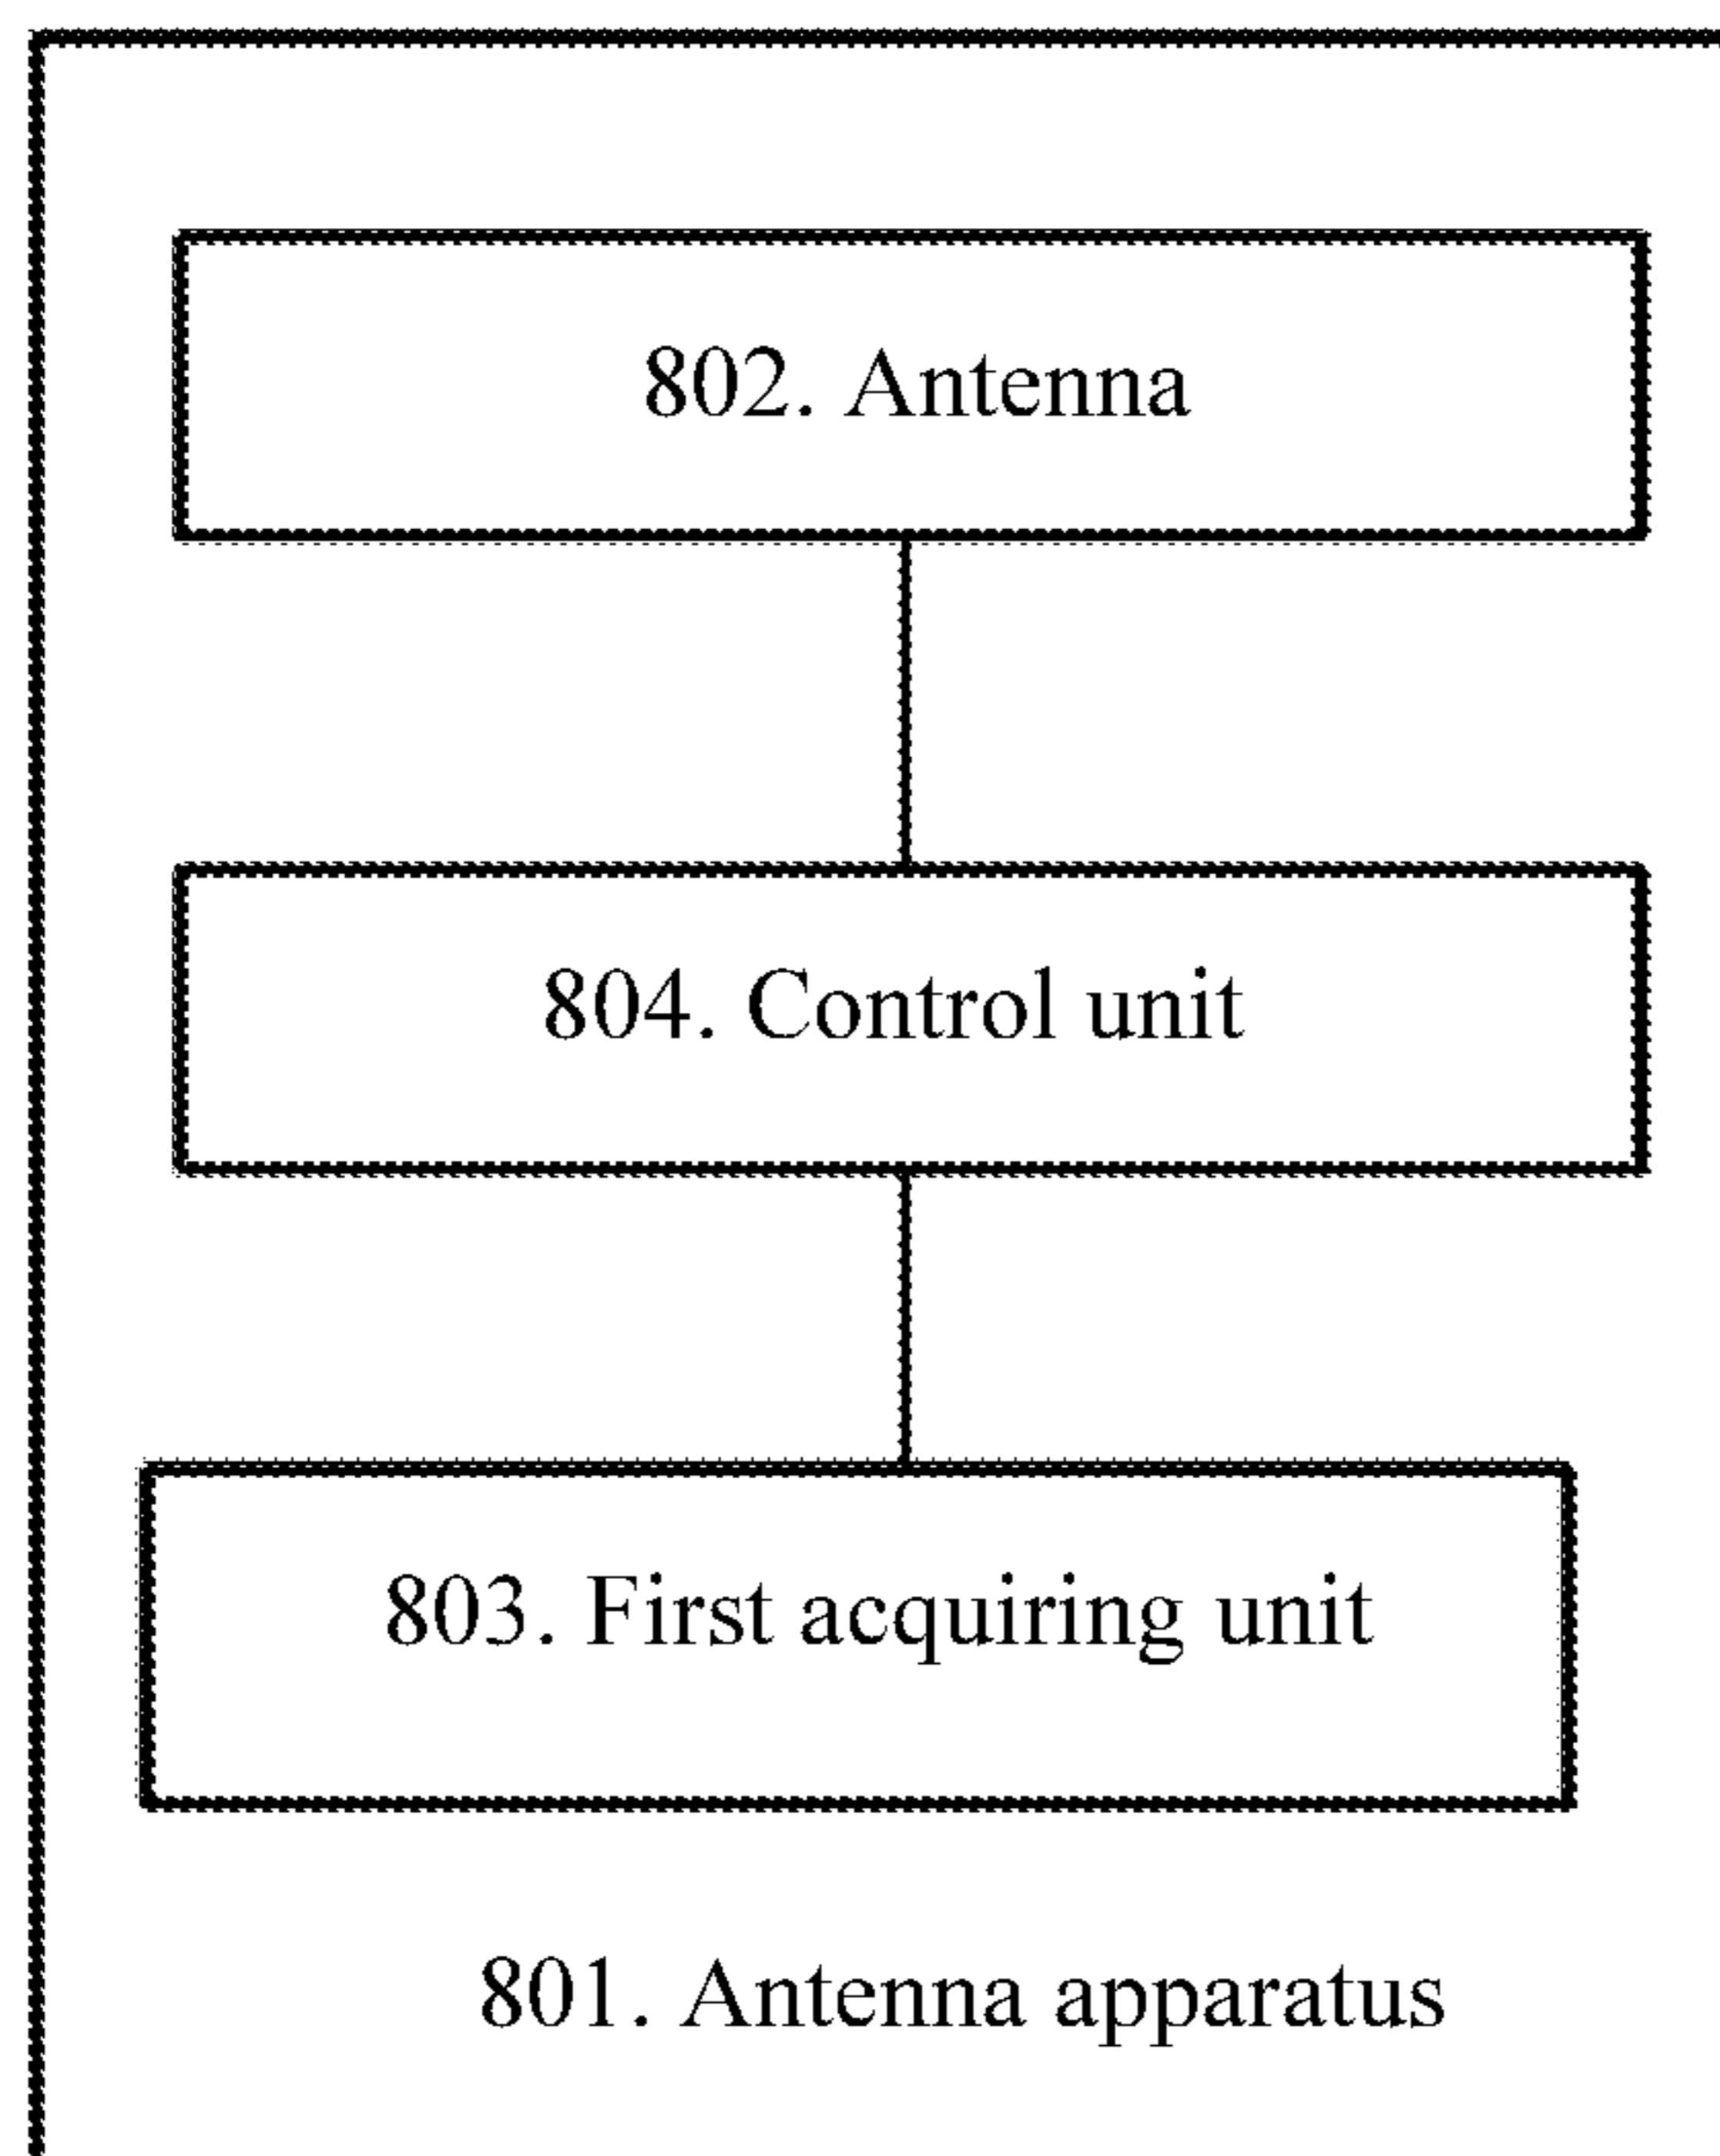 802. Antenna
804. Control unit
803. First acquiring unit
801. Antenna apparatus